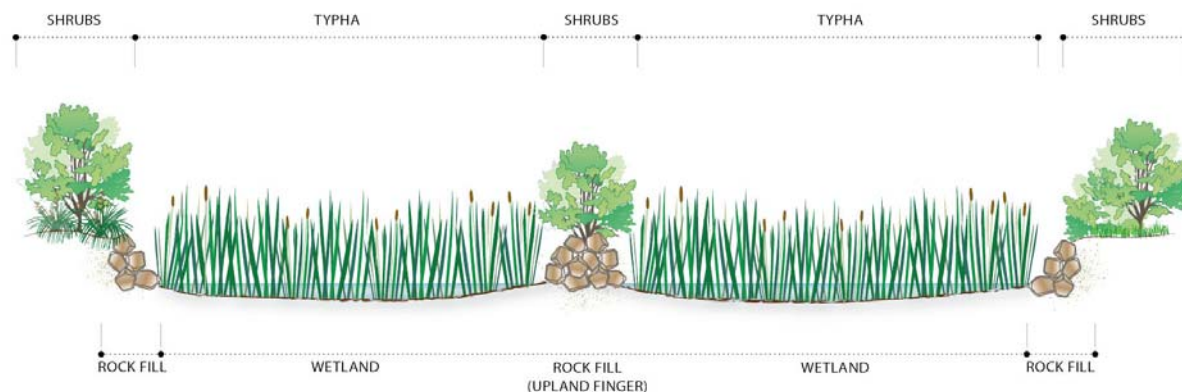 SHRUBS TYPHA SHRUBS TYPHA SHRUBS
ROCK FILL WETLAND ROCK FILL WETLAND ROCK FILL
(UPLAND FINGER)